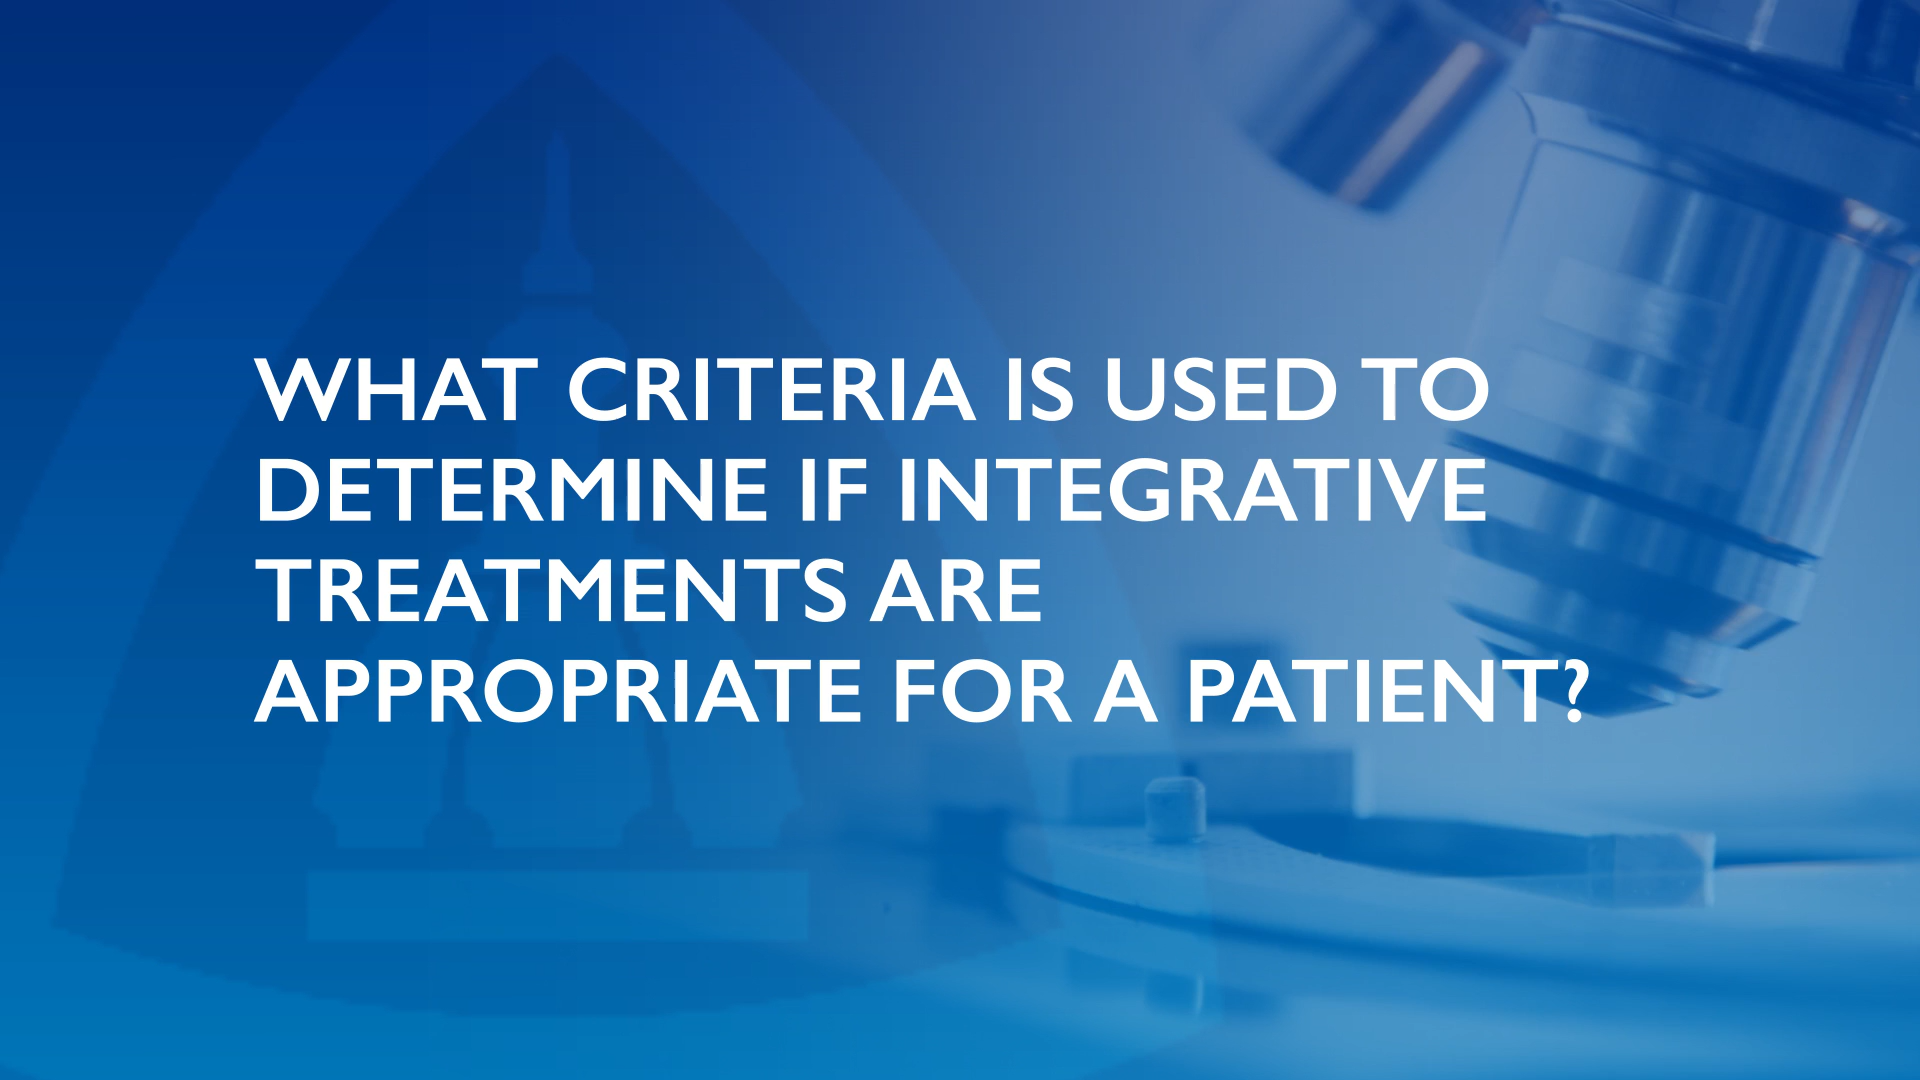 WHAT CRITERIA IS USED TO
DETERMINE IF INTEGRATIVE
TREATMENTS ARE
APPROPRIATE FOR A PATIENT?